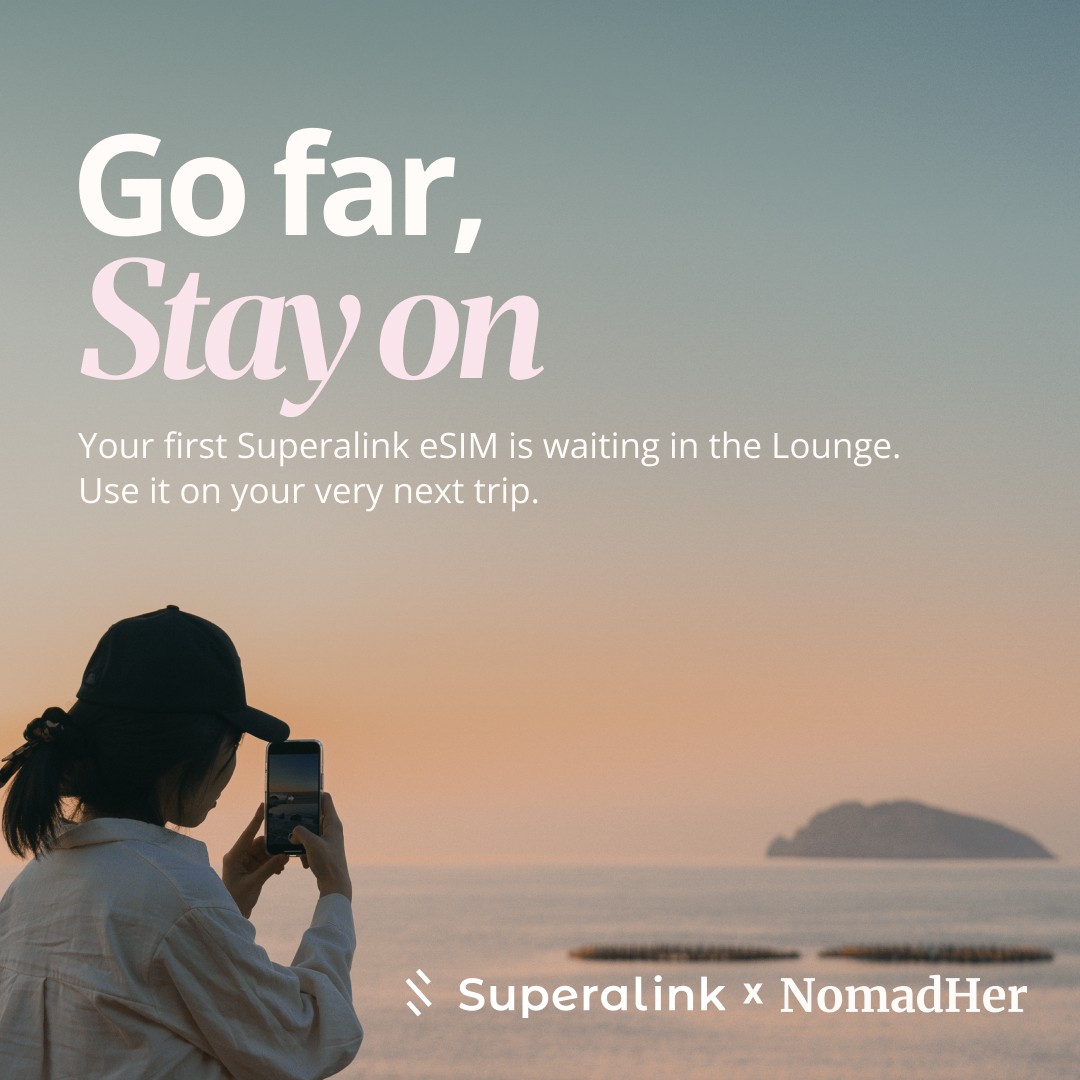 Go far,
Stay on
Your first Superalink eSIM is waiting in the Lounge.
Use it on your very next trip.
Superalink x NomadHer